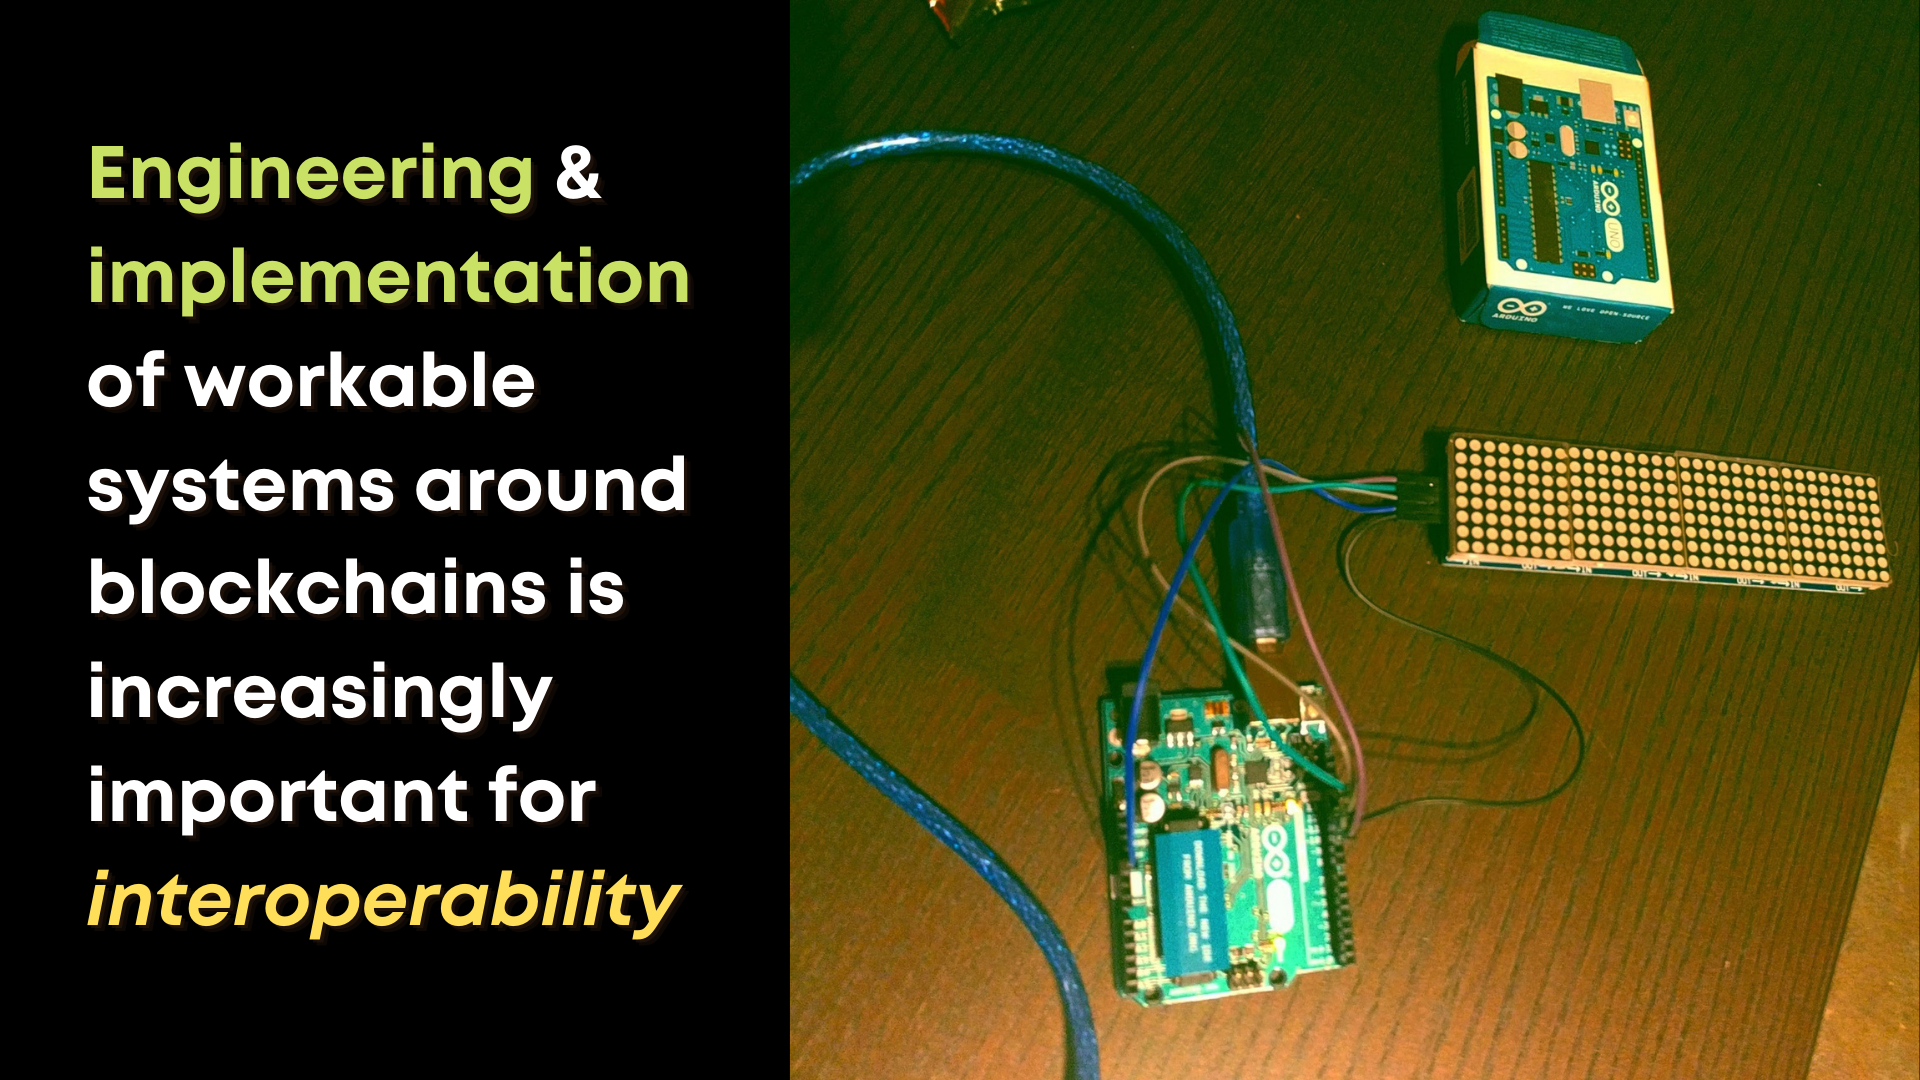 Engineering &
implementation
of workable
systems around
blockchains is
increasingly
important for
interoperability
ARDUINO
UNO
ARDUINO
WE LOVE OPEN-SOURCE
DOWNLOAD THE NEW IDE
FROM ARDUINO.ORG